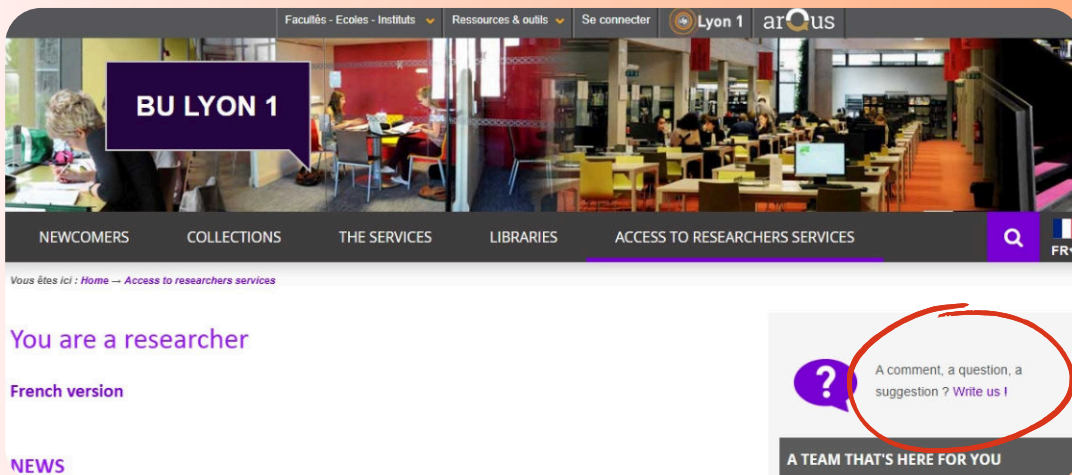 Facultés - Ecoles - Instituts Ressources & outils Se connecter Lyon 1 arQus
BU LYON 1
NEWCOMERS COLLECTIONS THE SERVICES LIBRARIES ACCESS TO RESEARCHERS SERVICES FR
Vous êtes ici : Home → Access to researchers services
You are a researcher
French version
NEWS
A comment, a question, a
suggestion ? Write us !
A TEAM THAT'S HERE FOR YOU